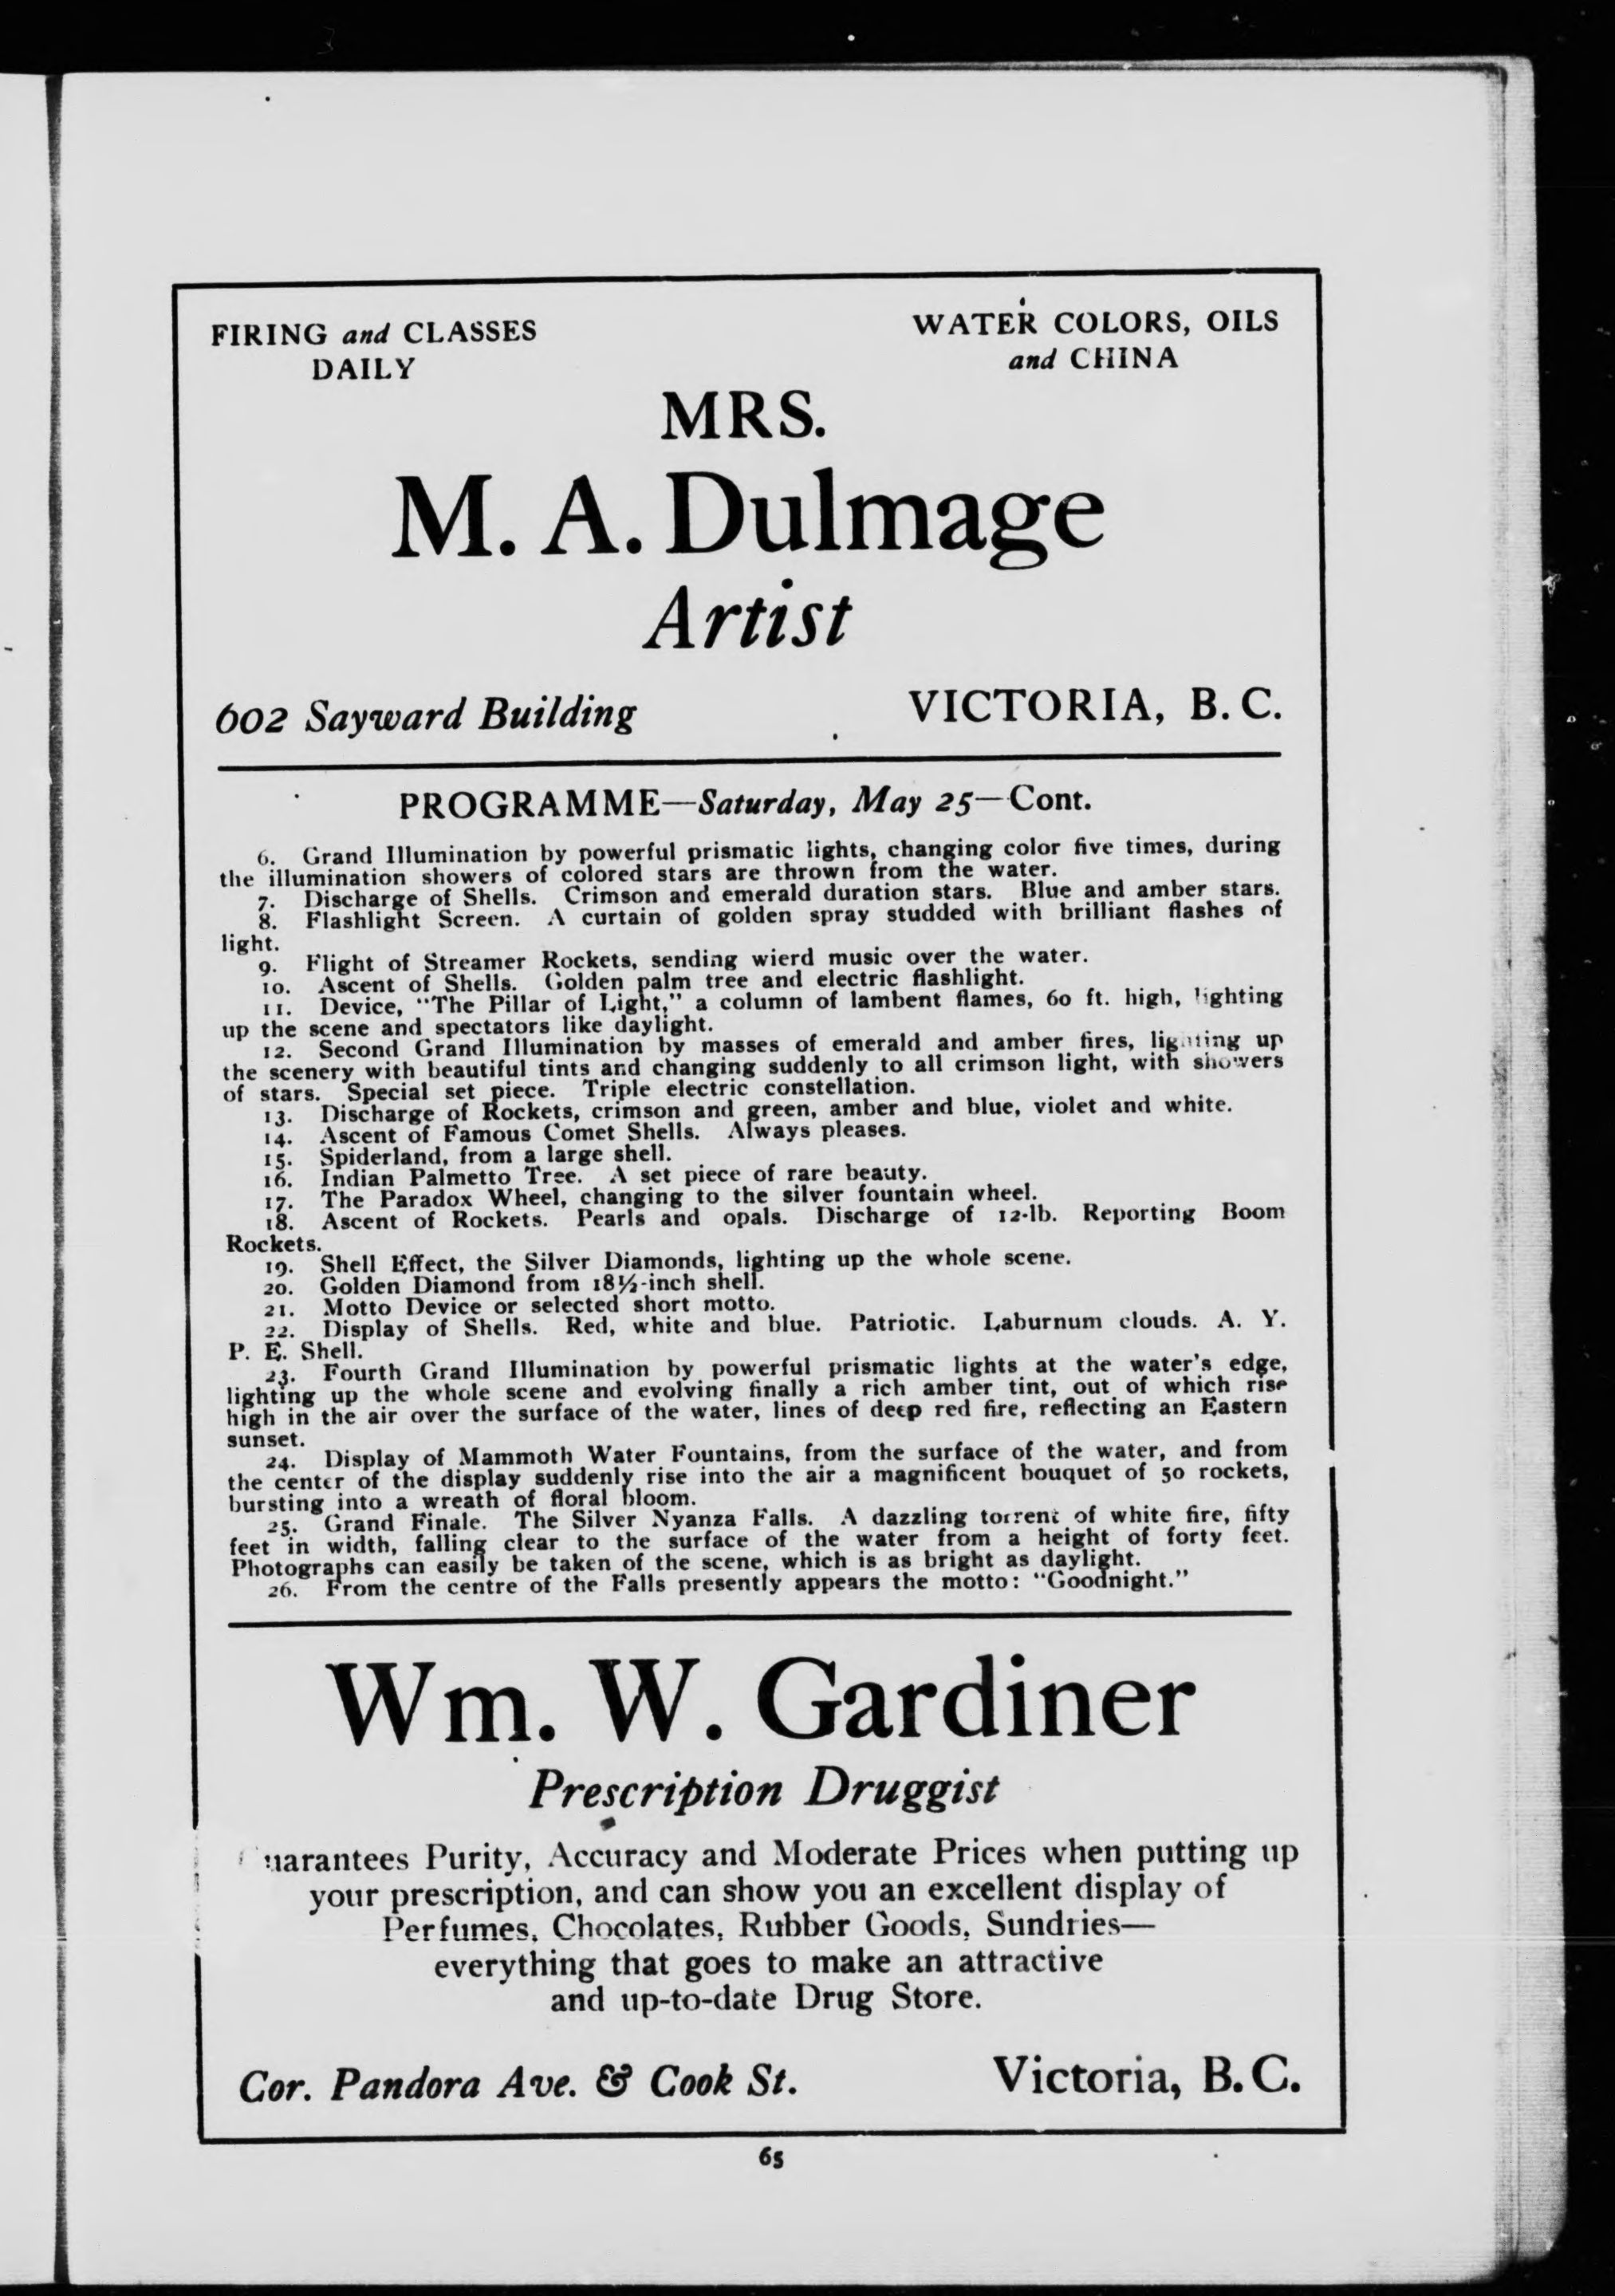 FIRING and CLASSES
DAILY
WATER COLORS, OILS
and CHINA
MRS.
M. A. Dulmage
Artist
602 Sayward Building
VICTORIA, B. C.
PROGRAMME—Saturday, May 25—Cont.
6. Grand Illumination by powerful prismatic lights, changing color five times, during
the illumination showers of colored stars are thrown from the water.
7. Discharge of Shells. Crimson and emerald duration stars. Blue and amber stars.
8. Flashlight Screen. A curtain of golden spray studded with brilliant flashes of
light.
9. Flight of Streamer Rockets, sending wierd music over the water.
10. Ascent of Shells. Golden palm tree and electric flashlight.
11. Device, "The Pillar of Light," a column of lambent flames, 60 ft. high, lighting
up the scene and spectators like daylight.
12. Second Grand Illumination by masses of emerald and amber fires, lighting up
the scenery with beautiful tints and changing suddenly to all crimson light, with showers
of stars. Special set piece. Triple electric constellation.
13. Discharge of Rockets, crimson and green, amber and blue, violet and white.
14. Ascent of Famous Comet Shells. Always pleases.
15. Spiderland, from a large shell.
16. Indian Palmetto Tree. A set piece of rare beauty.
17. The Paradox Wheel, changing to the silver fountain wheel.
18. Ascent of Rockets. Pearls and opals. Discharge of 12-lb. Reporting Boom
Rockets.
19. Shell Effect, the Silver Diamonds, lighting up the whole scene.
20. Golden Diamond from 18½-inch shell.
21. Motto Device or selected short motto.
22. Display of Shells. Red, white and blue. Patriotic. Laburnum clouds. A. Y.
P. E. Shell.
23. Fourth Grand Illumination by powerful prismatic lights at the water's edge,
lighting up the whole scene and evolving finally a rich amber tint, out of which rise
high in the air over the surface of the water, lines of deep red fire, reflecting an Eastern
sunset.
24. Display of Mammoth Water Fountains, from the surface of the water, and from
the center of the display suddenly rise into the air a magnificent bouquet of 50 rockets,
bursting into a wreath of floral bloom.
25. Grand Finale. The Silver Nyanza Falls. A dazzling torrent of white fire, fifty
feet in width, falling clear to the surface of the water from a height of forty feet.
Photographs can easily be taken of the scene, which is as bright as daylight.
26. From the centre of the Falls presently appears the motto: "Goodnight."
Wm. W. Gardiner
Prescription Druggist
Guarantees Purity, Accuracy and Moderate Prices when putting up
your prescription, and can show you an excellent display of
Perfumes, Chocolates, Rubber Goods, Sundries—
everything that goes to make an attractive
and up-to-date Drug Store.
Cor. Pandora Ave. & Cook St.
Victoria, B. C.
65